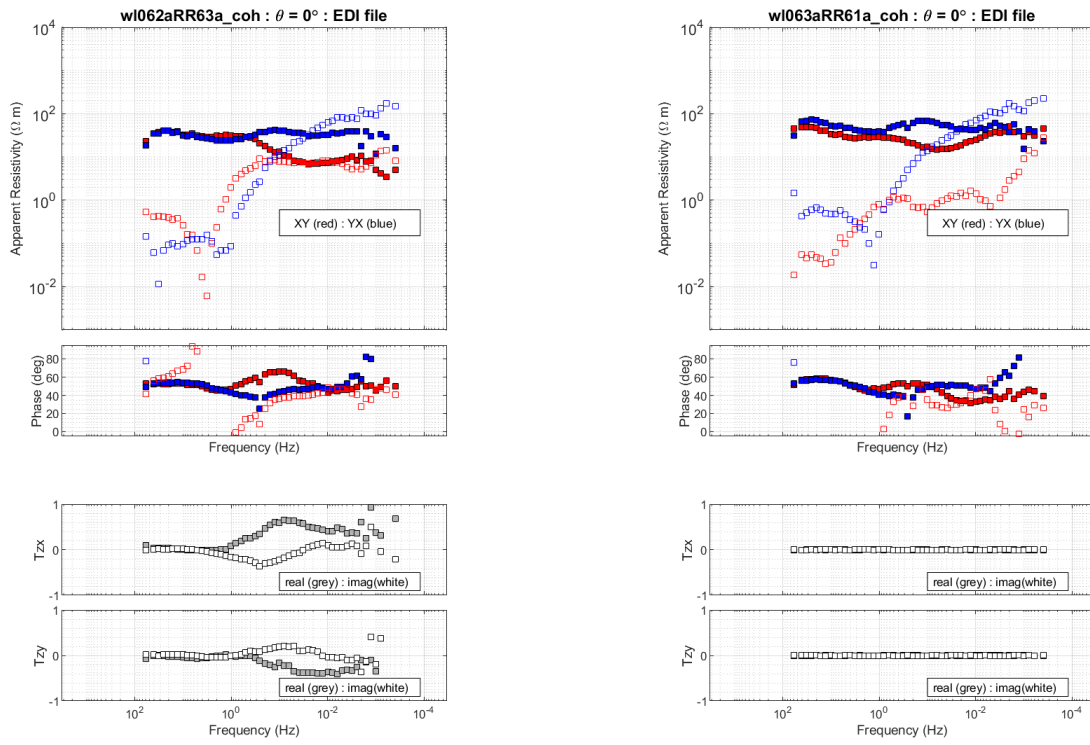 wl062aRR63a_coh : θ = 0° : EDI file
10^4
10^2
10^0
10^-2
Apparent Resistivity (Ω m)
XY (red) : YX (blue)
80
60
40
20
0
Phase (deg)
Frequency (Hz)
1
0
-1
Tzx
real (grey) : imag(white)
1
0
-1
Tzy
real (grey) : imag(white)
10^2
10^0
10^-2
10^-4
Frequency (Hz)
wl063aRR61a_coh : θ = 0° : EDI file
10^4
10^2
10^0
10^-2
Apparent Resistivity (Ω m)
XY (red) : YX (blue)
80
60
40
20
0
Phase (deg)
Frequency (Hz)
1
0
-1
Tzx
real (grey) : imag(white)
1
0
-1
Tzy
real (grey) : imag(white)
10^2
10^0
10^-2
10^-4
Frequency (Hz)